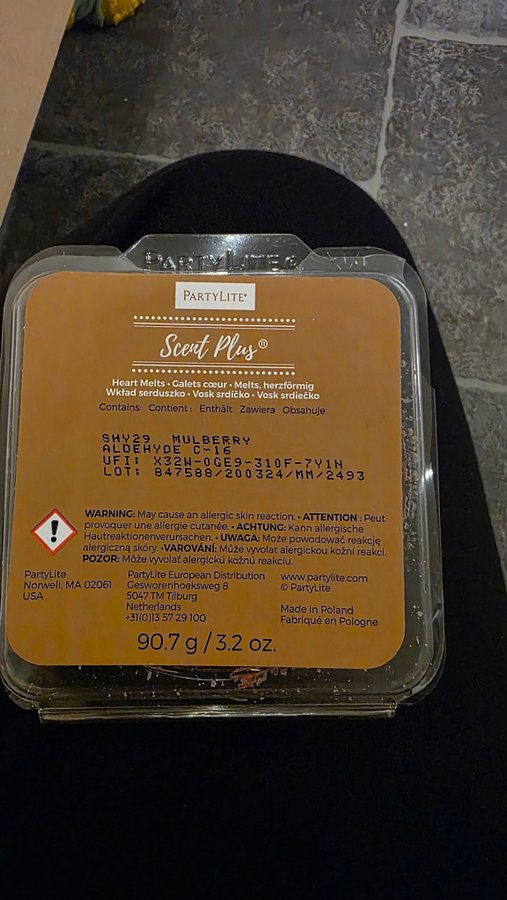 PARTYLITE®
PARTYLITE®
Scent Plus®
Heart Melts • Galets cœur • Melts, herzförmig
Wkład serduszko • Vosk srdíčko • Vosk srdiečko
Contains: Contient : Enthält Zawiera Obsahuje
SHY29 MULBERRY
ALDEHYDE C-16
UFI: X32W-0GE9-310F-7Y1N
LOT: 847588/200324/MM/2493
WARNING: May cause an allergic skin reaction. • ATTENTION : Peut
provoquer une allergie cutanée. • ACHTUNG: Kann allergische
Hautreaktionenverursachen. • UWAGA: Może powodować reakcję
alergiczną skóry. •VAROVÁNÍ: Může vyvolat alergickou kožní reakci.
POZOR: Môže vyvolať alergickú kožnú reakciu.
PartyLite
Norwell, MA 02061
USA
PartyLite European Distribution
Gesworenhoeksweg 8
5047 TM Tilburg
Netherlands
+31(0)13 57 29 100
www.partylite.com
© PartyLite
Made in Poland
Fabriqué en Pologne
90.7 g / 3.2 oz.